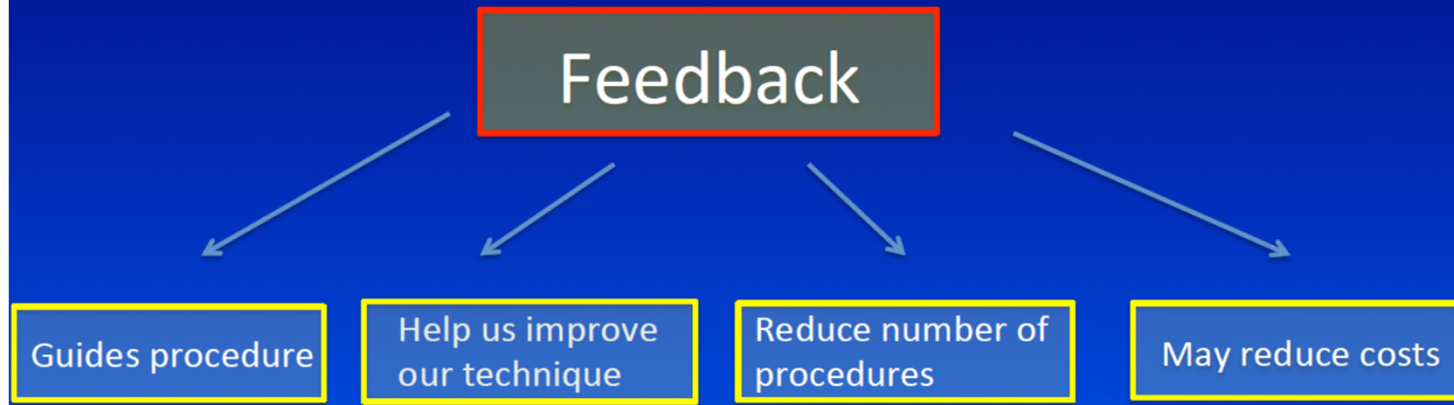 Feedback
Guides procedure
Help us improve
our technique
Reduce number of
procedures
May reduce costs